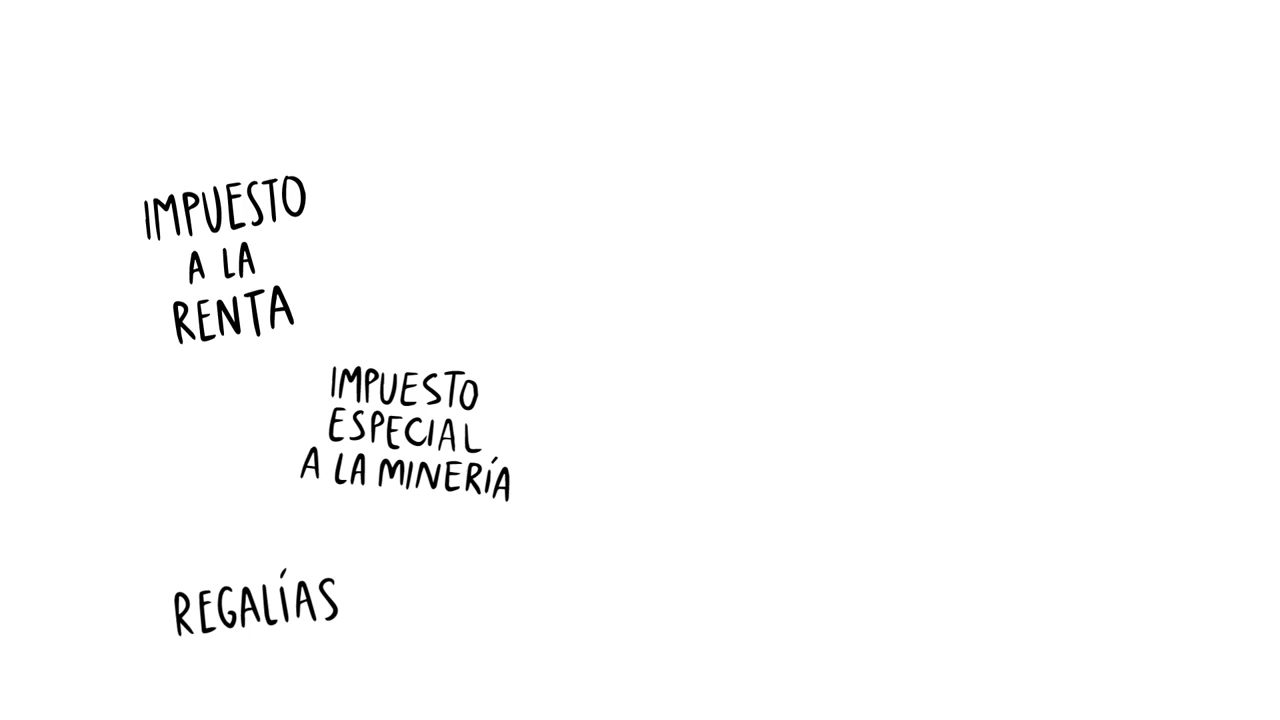 IMPUESTO
A LA
RENTA
IMPUESTO
ESPECIAL
A LA MINERÍA
REGALÍAS